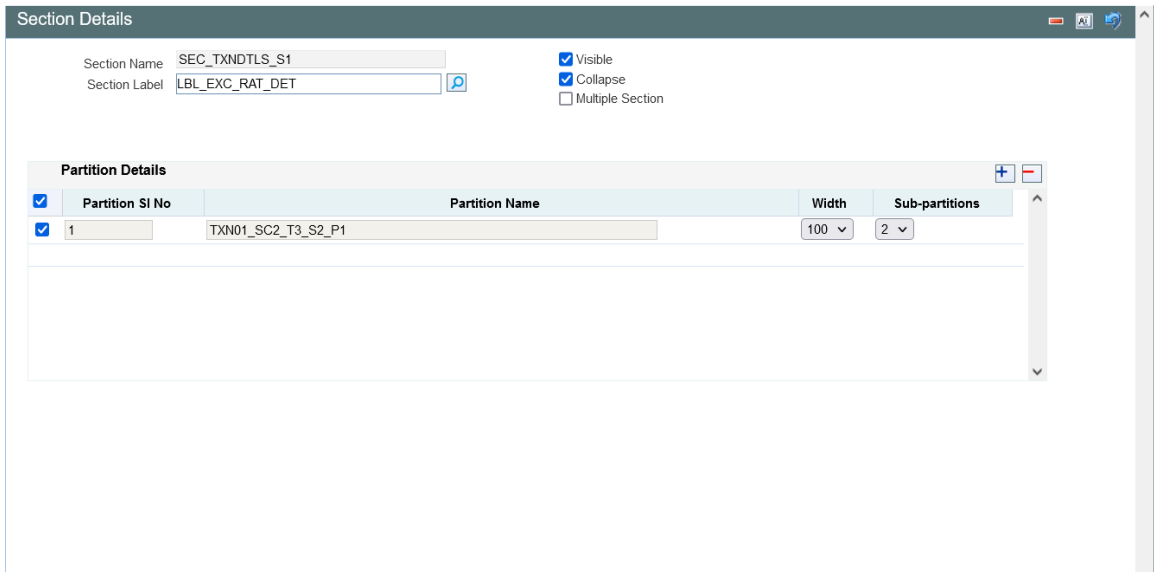 Section Details
Section Name SEC_TXNDTLS_S1
Section Label LBL_EXC_RAT_DET
Visible
Collapse
Multiple Section
Partition Details
Partition Sl No Partition Name Width Sub-partitions
1 TXN01_SC2_T3_S2_P1 100 2